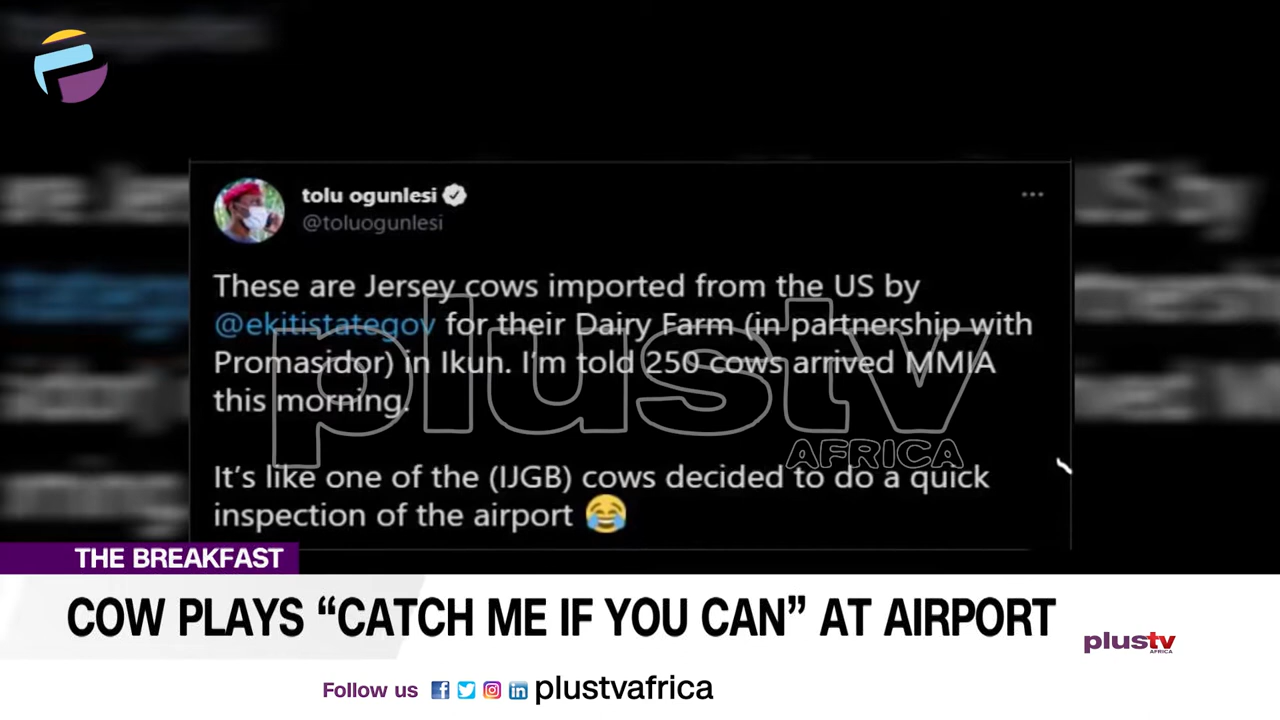 tolu ogunlesi
@toluogunlesi
These are Jersey cows imported from the US by
@ekitistategov for their Dairy Farm (in partnership with
Promasidor) in Ikun. I'm told 250 cows arrived MMIA
this morning.
It's like one of the (IJGB) cows decided to do a quick
inspection of the airport 😂
plustv
AFRICA
THE BREAKFAST
COW PLAYS “CATCH ME IF YOU CAN” AT AIRPORT
plustv
AFRICA
Follow us plustvafrica